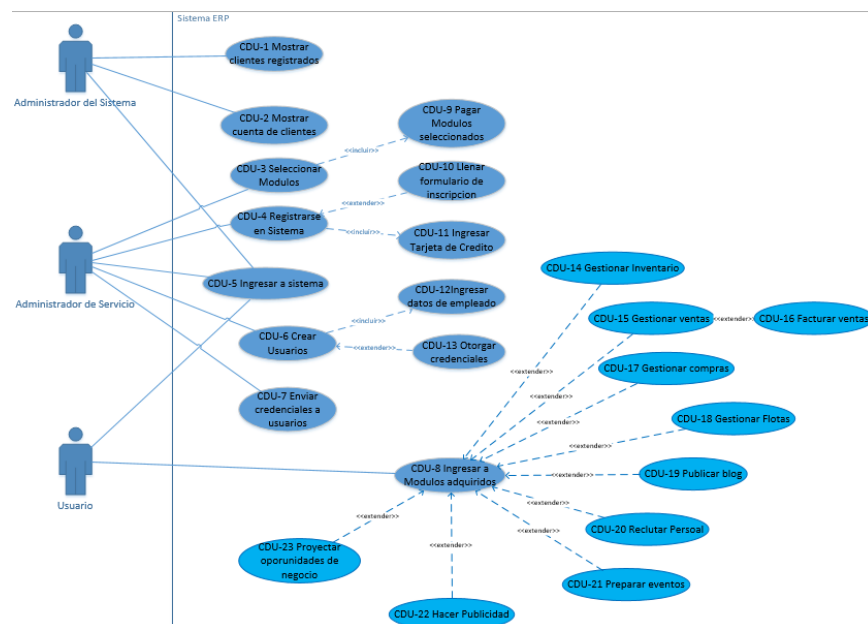 Sistema ERP
CDU-1 Mostrar
clientes registrados
Administrador del Sistema
CDU-2 Mostrar
cuenta de clientes
CDU-9 Pagar
Modulos
seleccionados
<<incluir>>
CDU-3 Seleccionar
Modulos
CDU-10 Llenar
formulario de
inscripcion
<<extender>>
CDU-4 Registrarse
en Sistema
<<incluir>>
CDU-11 Ingresar
Tarjeta de Credito
CDU-5 Ingresar a sistema
Administrador de Servicio
CDU-12Ingresar
datos de empleado
<<incluir>>
CDU-6 Crear
Usuarios
<<extender>>
CDU-13 Otorgar
credenciales
CDU-7 Enviar
credenciales a
usuarios
CDU-14 Gestionar Inventario
<<extender>>
CDU-15 Gestionar ventas
<<extender>>
CDU-16 Facturar ventas
<<extender>>
CDU-17 Gestionar compras
<<extender>>
CDU-18 Gestionar Flotas
<<extender>>
CDU-8 Ingresar a
Modulos adquiridos
<<extender>>
CDU-19 Publicar blog
Usuario
<<extender>>
CDU-20 Reclutar Persoal
<<extender>>
CDU-21 Preparar eventos
<<extender>>
CDU-22 Hacer Publicidad
<<extender>>
CDU-23 Proyectar
oporunidades de
negocio